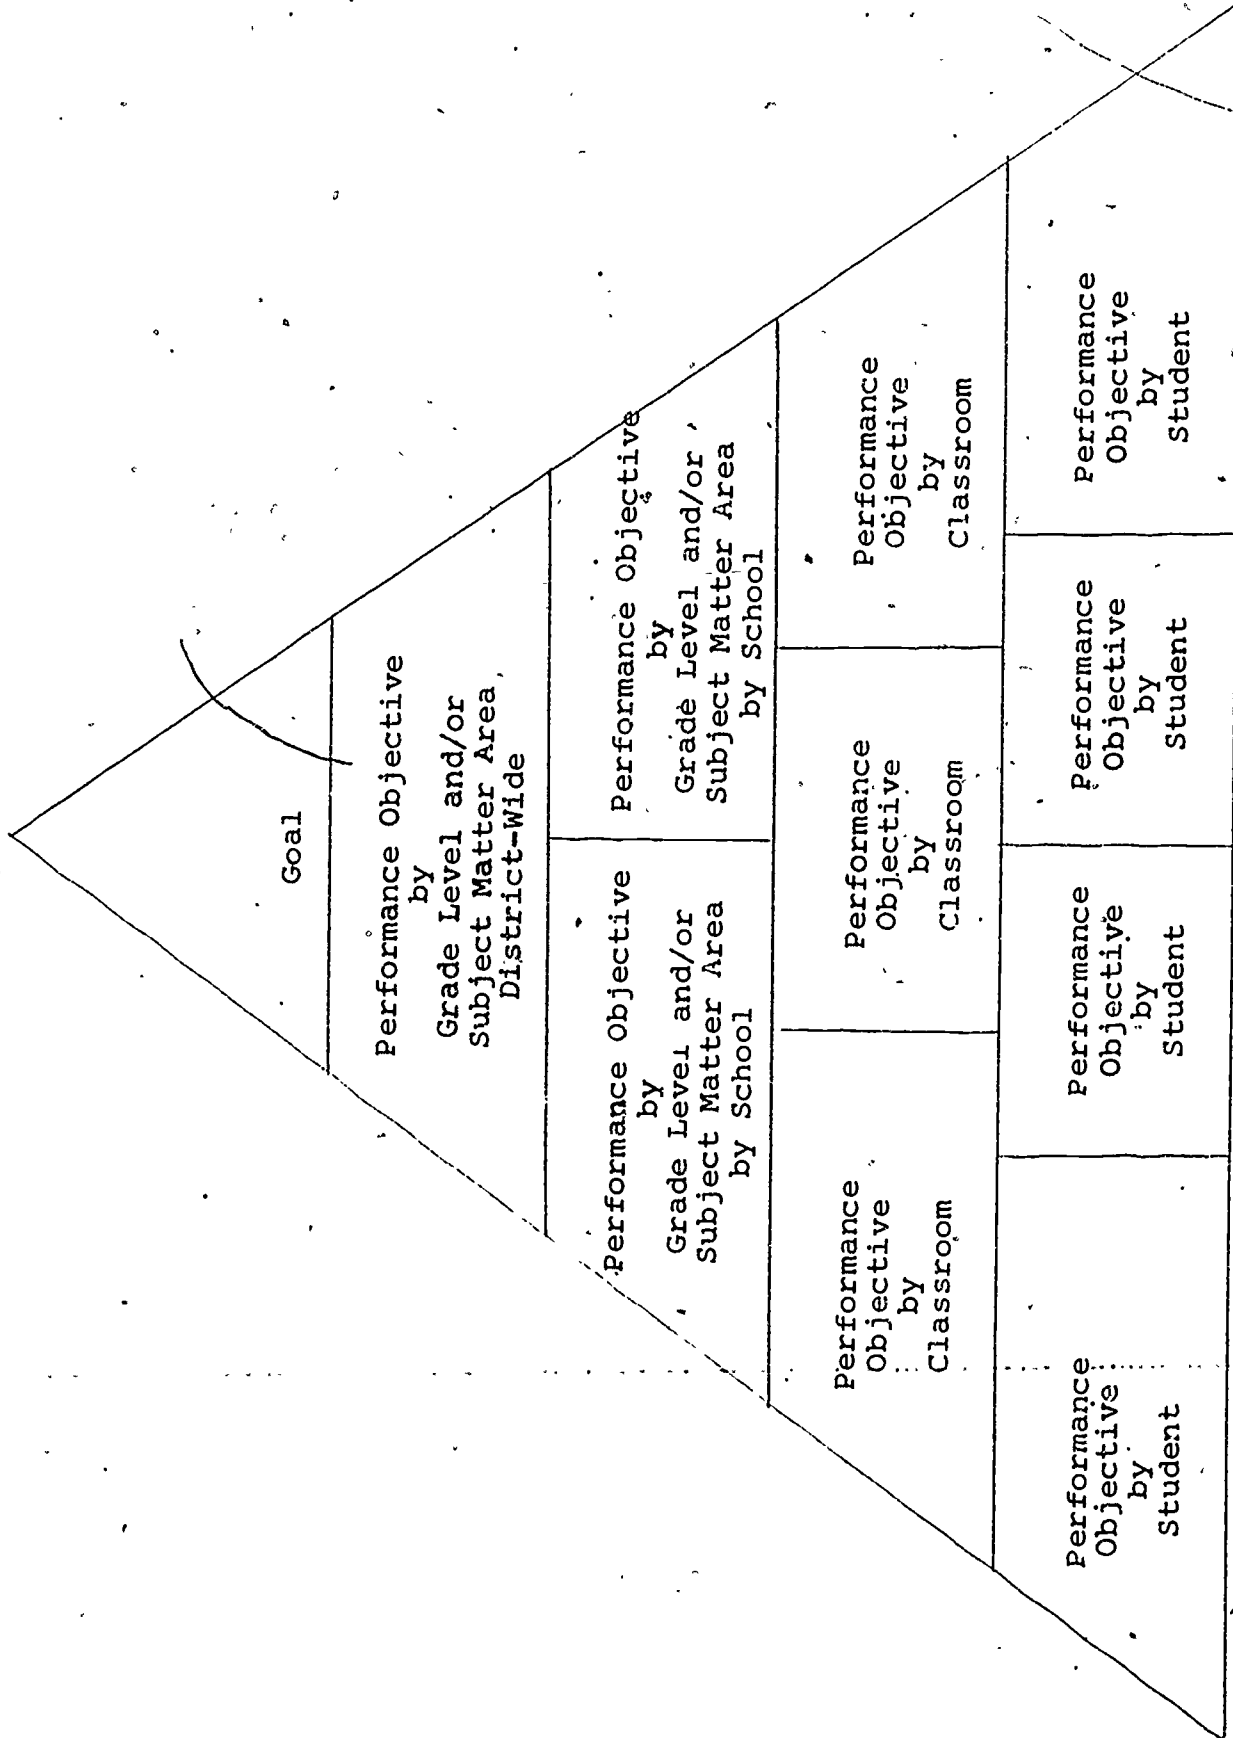 Goal
Performance Objective
by
Grade Level and/or
Subject Matter Area,
District-Wide
Performance Objective
by
Grade Level and/or
Subject Matter Area
by School
Performance Objective
by
Grade Level and/or
Subject Matter Area
by School
Performance
Objective
by
Classroom
Performance
Objective
by
Classroom
Performance
Objective
by
Classroom
Performance
Objective
by
Student
Performance
Objective
by
Student
Performance
Objective
by
Student
Performance
Objective
by
Student